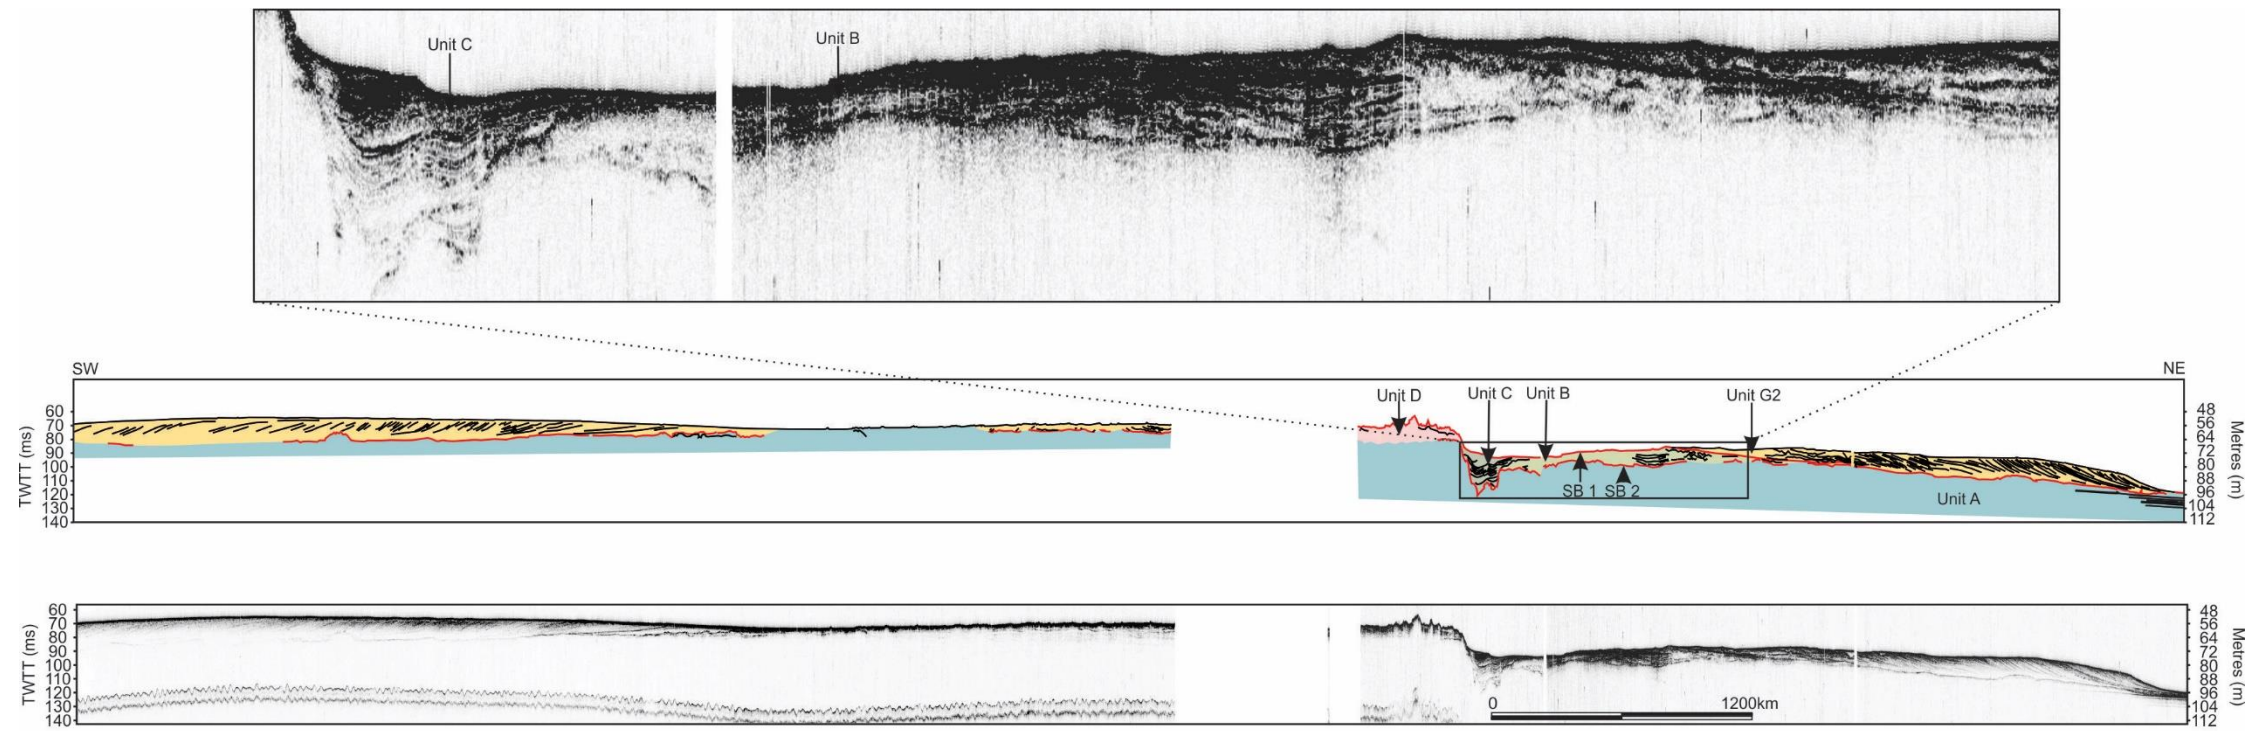 Unit C
Unit B
SW
NE
Unit D
Unit C
Unit B
Unit G2
60
70
80
90
100
110
120
130
140
TWTT (ms)
48
56
64
72
80
88
96
104
112
Metres (m)
SB 1
SB 2
Unit A
60
70
80
90
100
110
120
130
140
TWTT (ms)
48
56
64
72
80
88
96
104
112
Metres (m)
0
1200km